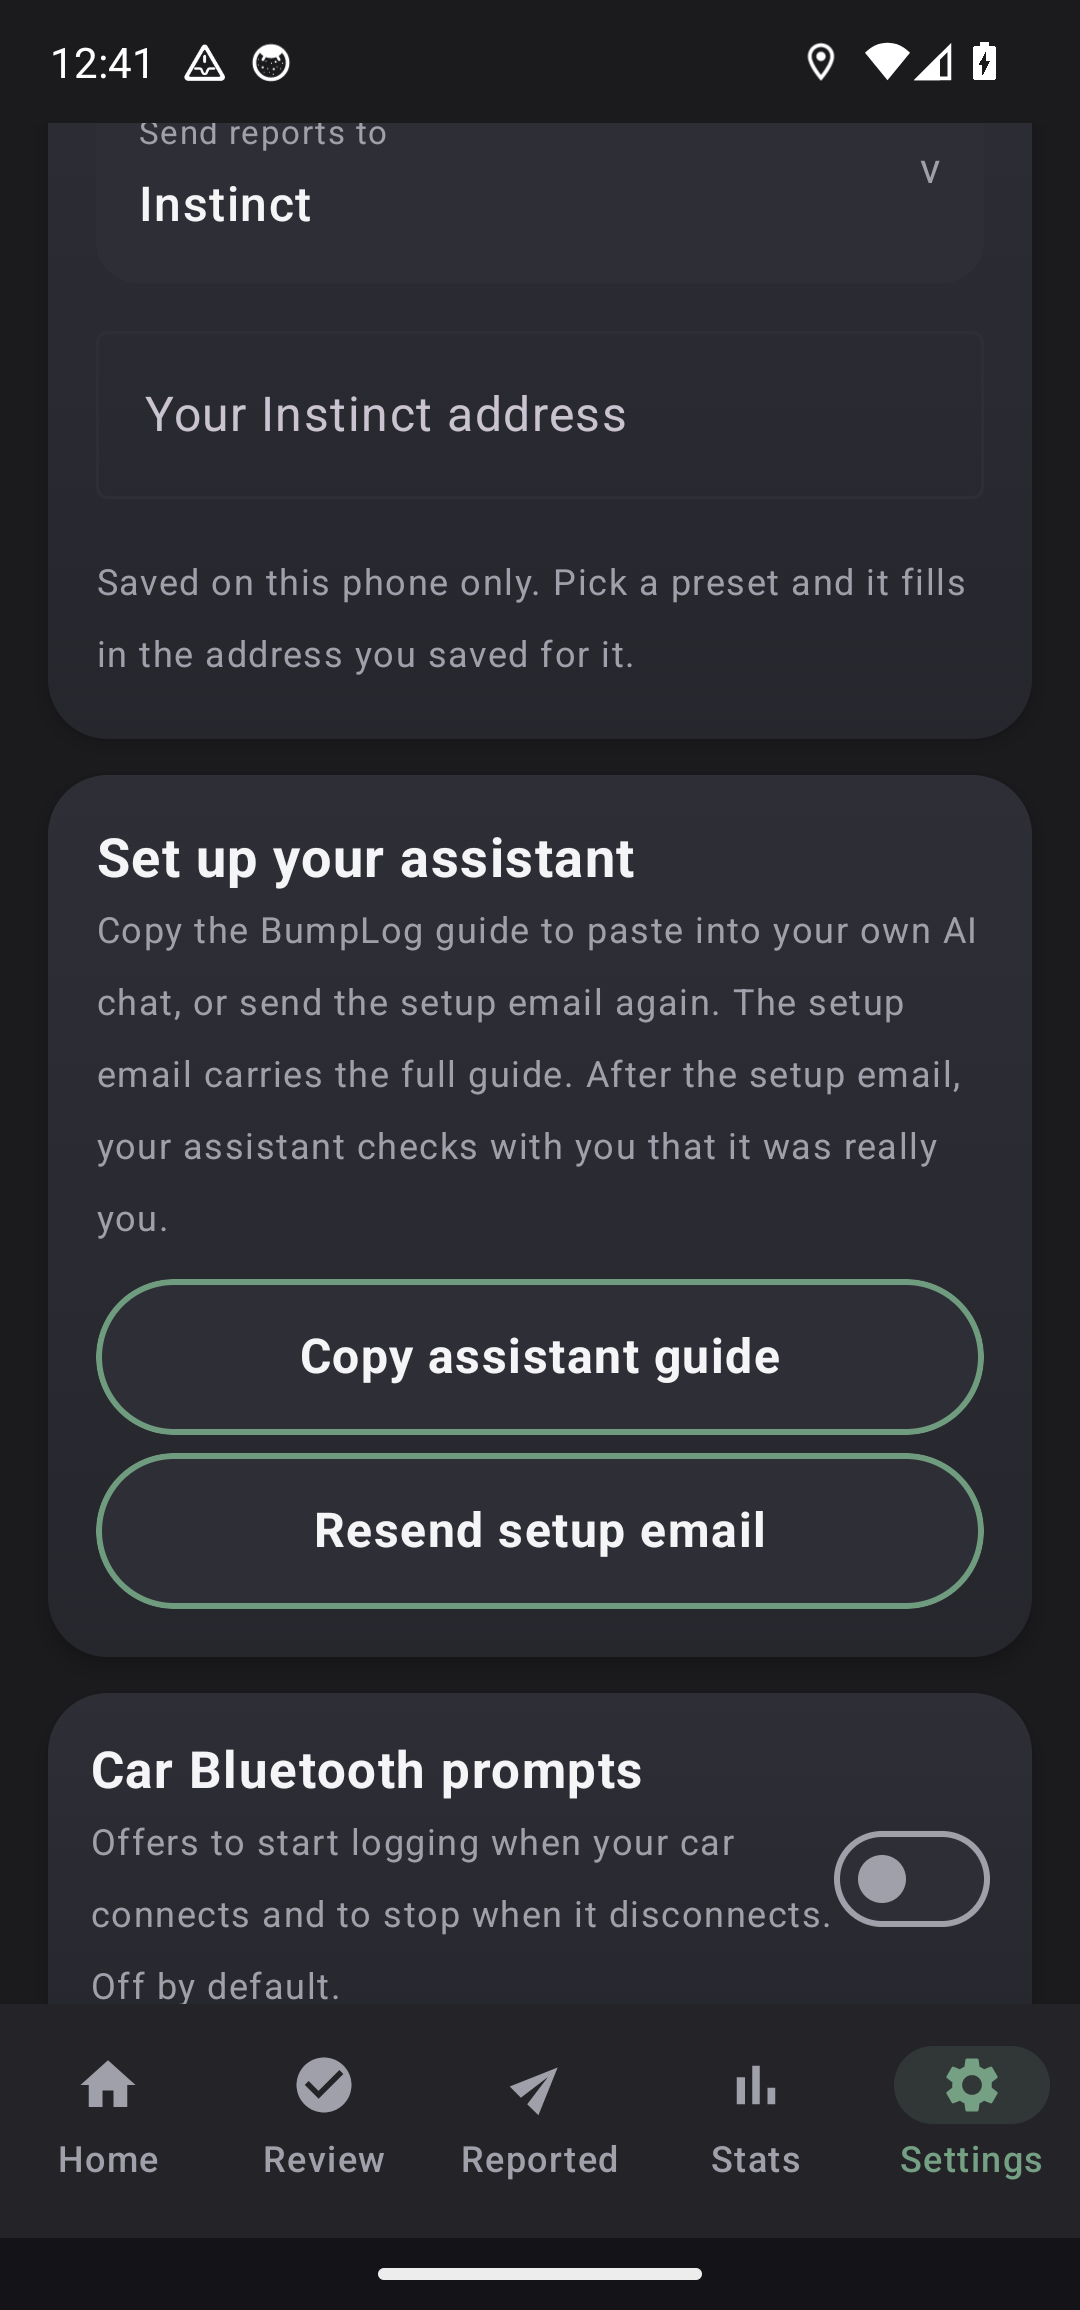 12:41
Send reports to
Instinct
v
Your Instinct address
Saved on this phone only. Pick a preset and it fills
in the address you saved for it.
Set up your assistant
Copy the BumpLog guide to paste into your own AI
chat, or send the setup email again. The setup
email carries the full guide. After the setup email,
your assistant checks with you that it was really
you.
Copy assistant guide
Resend setup email
Car Bluetooth prompts
Offers to start logging when your car
connects and to stop when it disconnects.
Off by default.
Home Review Reported Stats Settings